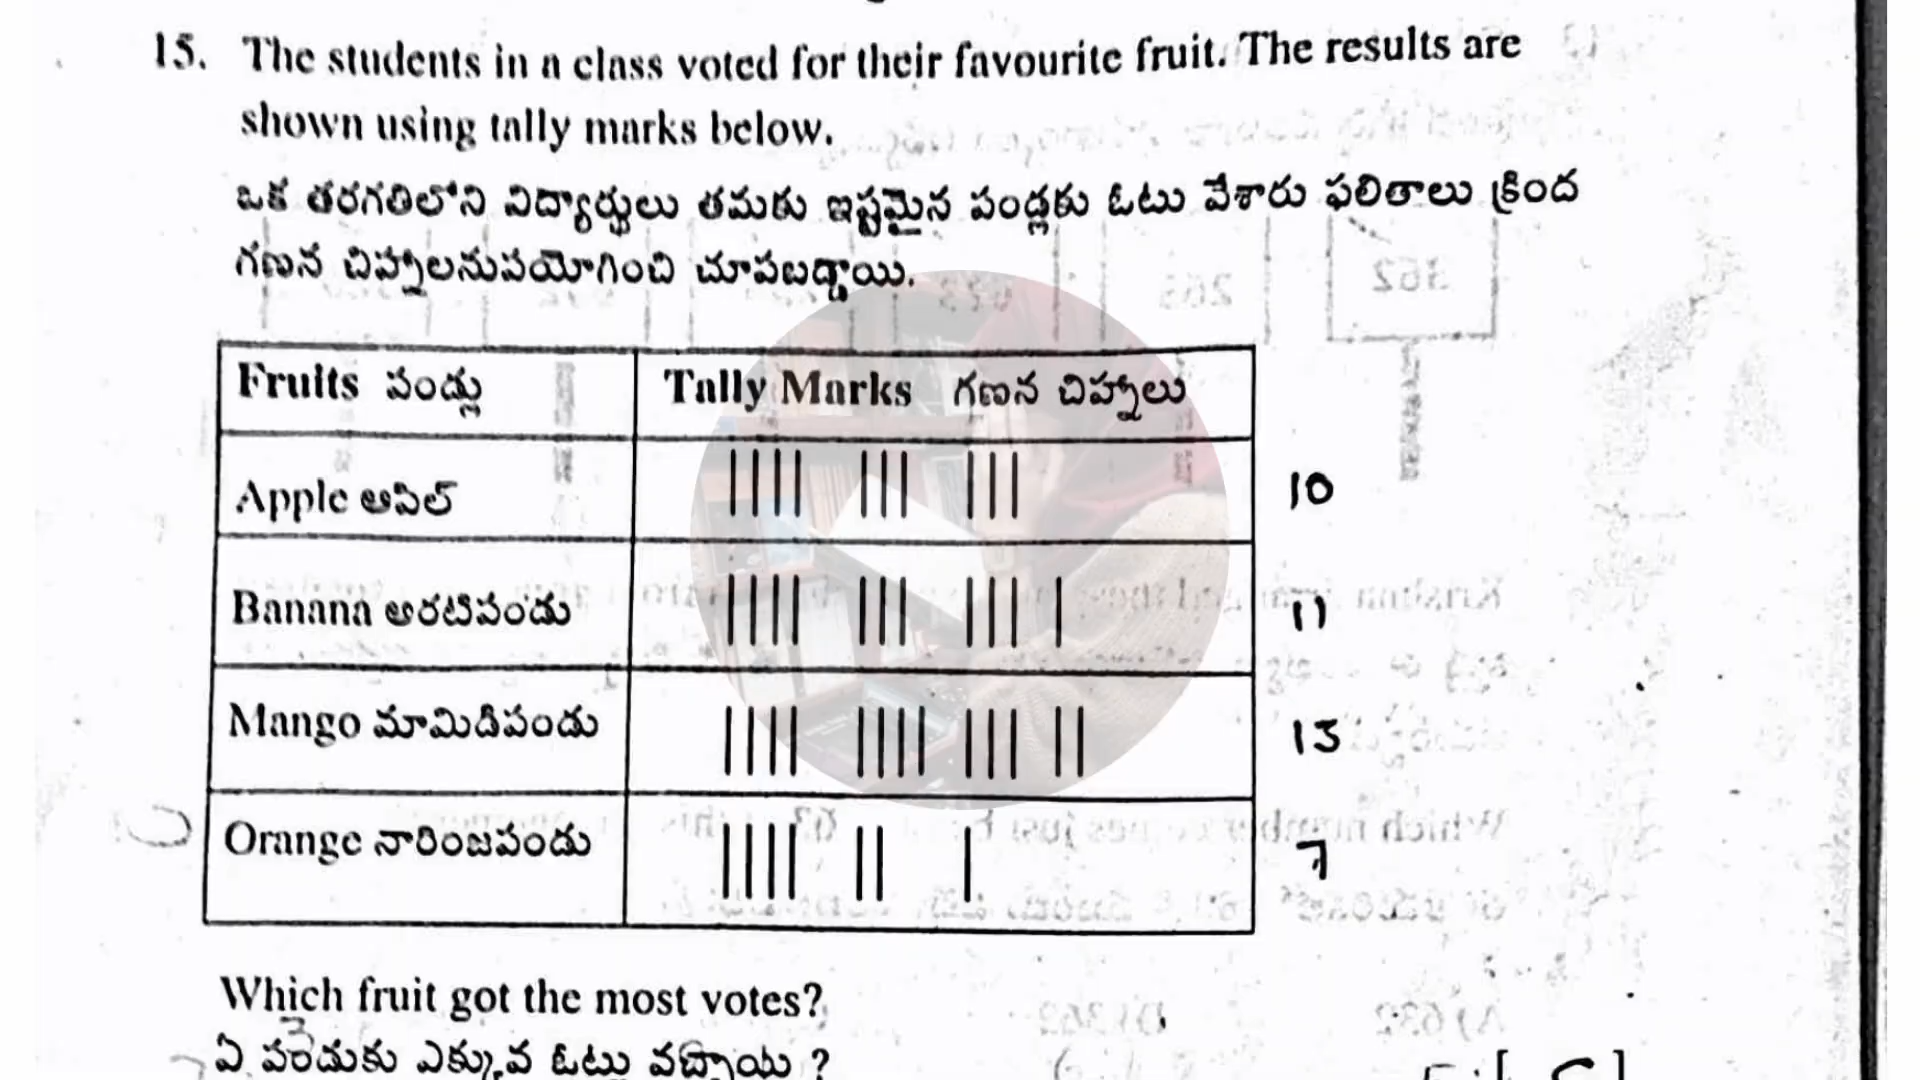 15. The students in a class voted for their favourite fruit. The results are
shown using tally marks below.
ఒక తరగతిలోని విద్యార్థులు తమకు ఇష్టమైన పండ్లకు ఓటు వేశారు ఫలితాలు క్రింద
గణన చిహ్నాలనుపయోగించి చూపబడ్డాయి.
Fruits పండ్లు Tally Marks గణన చిహ్నాలు
Apple ఆపిల్ |||| ||| ||| 10
Banana అరటిపండు |||| ||| ||| | 11
Mango మామిడిపండు |||| |||| ||| || 13
Orange నారింజపండు |||| || | 7
Which fruit got the most votes?
ఏ పండుకు ఎక్కువ ఓట్లు వచ్చాయి ?